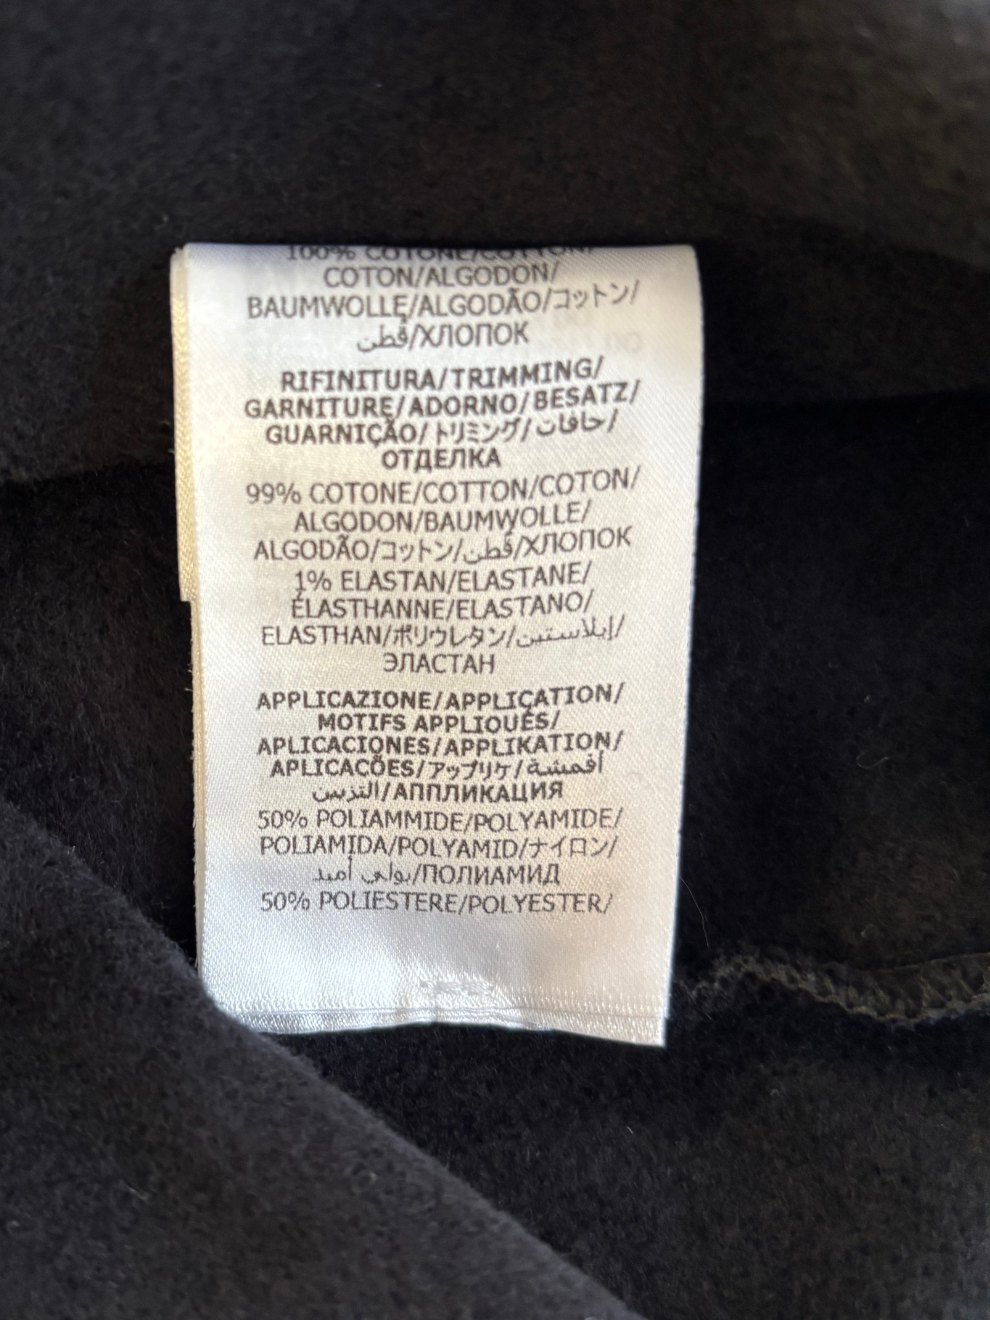 100% COTONE/COTTON/
COTON/ALGODON/
BAUMWOLLE/ALGODÃO/コットン/
قطن/ХЛОПОК
RIFINITURA/TRIMMING/
GARNITURE/ADORNO/BESATZ/
GUARNIÇÃO/トリミング/حافات/
ОТДЕЛКА
99% COTONE/COTTON/COTON/
ALGODON/BAUMWOLLE/
ALGODÃO/コットン/قطن/ХЛОПОК
1% ELASTAN/ELASTANE/
ÉLASTHANNE/ELASTANO/
ELASTHAN/ポリウレタン/إيلاستين/
ЭЛАСТАН
APPLICAZIONE/APPLICATION/
MOTIFS APPLIQUÉS/
APLICACIONES/APPLIKATION/
APLICACÕES/アップリケ/أقمشة
التزيين/АППЛИКАЦИЯ
50% POLIAMMIDE/POLYAMIDE/
POLIAMIDA/POLYAMID/ナイロン/
بولي أميد/ПОЛИАМИД
50% POLIESTERE/POLYESTER/